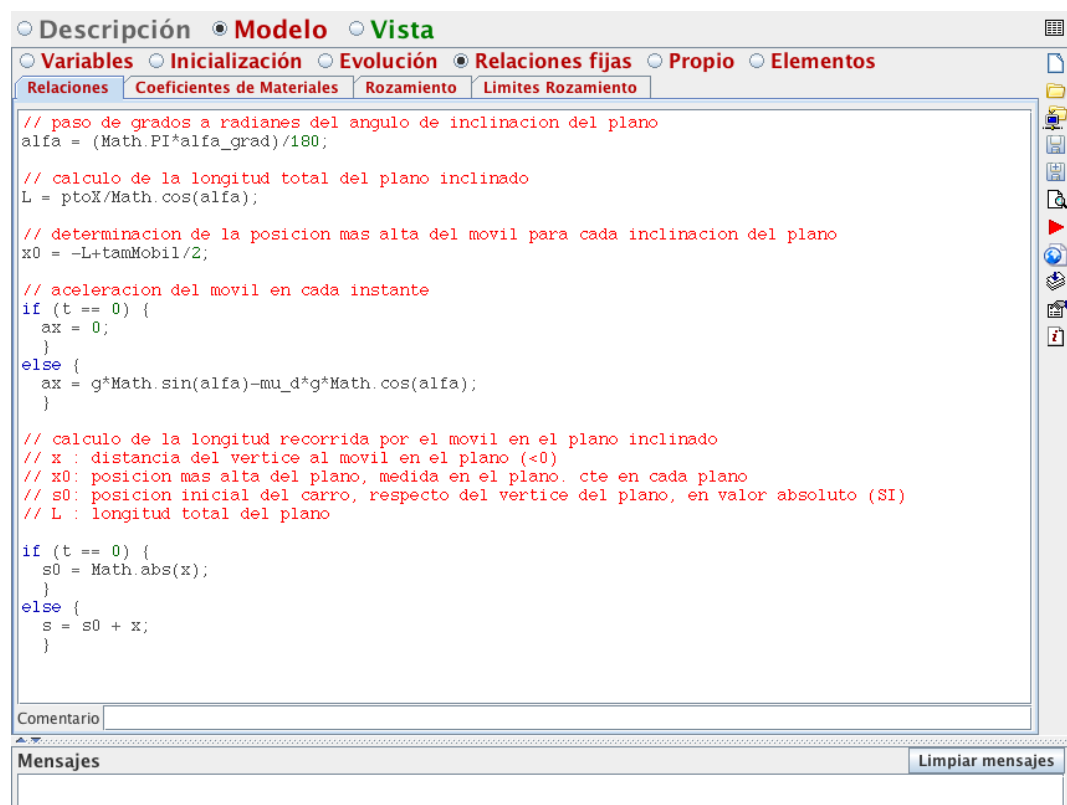 Descripción Modelo Vista
Variables Inicialización Evolución Relaciones fijas Propio Elementos
Relaciones Coeficientes de Materiales Rozamiento Limites Rozamiento
// paso de grados a radianes del angulo de inclinacion del plano
alfa = (Math.PI*alfa_grad)/180;
// calculo de la longitud total del plano inclinado
L = ptoX/Math.cos(alfa);
// determinacion de la posicion mas alta del movil para cada inclinacion del plano
x0 = -L+tamMobil/2;
// aceleracion del movil en cada instante
if (t == 0) {
ax = 0;
}
else {
ax = g*Math.sin(alfa)-mu_d*g*Math.cos(alfa);
}
// calculo de la longitud recorrida por el movil en el plano inclinado
// x : distancia del vertice al movil en el plano (<0)
// x0: posicion mas alta del plano, medida en el plano. cte en cada plano
// s0: posicion inicial del carro, respecto del vertice del plano, en valor absoluto (SI)
// L : longitud total del plano
if (t == 0) {
s0 = Math.abs(x);
}
else {
s = s0 + x;
}
Comentario
Mensajes Limpiar mensajes